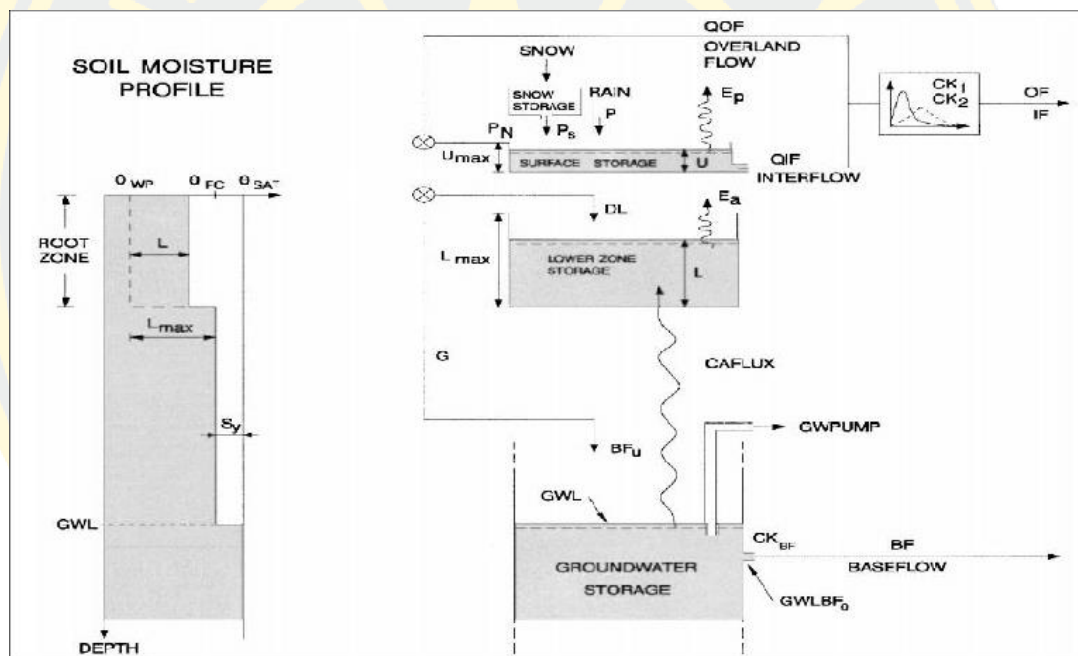 SOIL MOISTURE
PROFILE
θWP
θFC
θSAT
ROOT
ZONE
L
Lmax
Sy
GWL
DEPTH
QOF
OVERLAND
FLOW
SNOW
SNOW
STORAGE
RAIN
P
PN
Ps
Ep
Umax
SURFACE STORAGE
U
QIF
INTERFLOW
CK1
CK2
OF
IF
DL
Ea
Lmax
LOWER ZONE
STORAGE
L
G
CAFLUX
BFu
GWPUMP
GWL
GROUNDWATER
STORAGE
CKBF
BF
BASEFLOW
GWLBFo